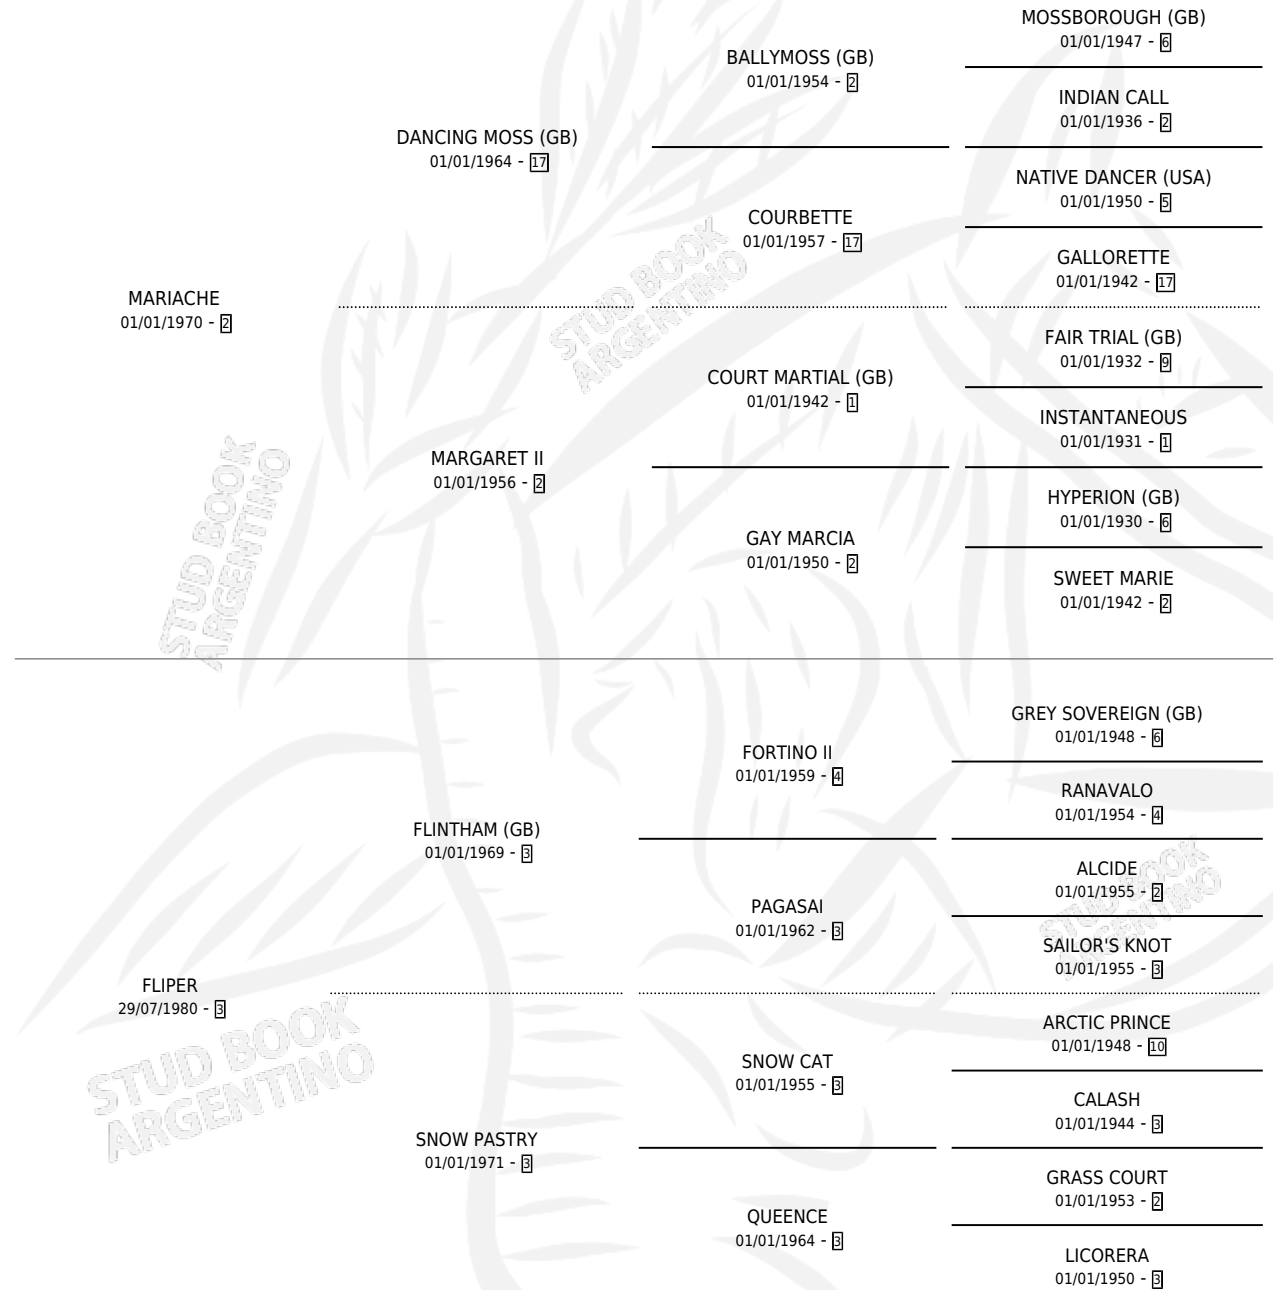 MOSSBOROUGH (GB)
01/01/1947 - 6
BALLYMOSS (GB)
01/01/1954 - 2
INDIAN CALL
01/01/1936 - 2
DANCING MOSS (GB)
01/01/1964 - 17
NATIVE DANCER (USA)
01/01/1950 - 5
COURBETTE
01/01/1957 - 17
GALLORETTE
01/01/1942 - 17
MARIACHE
01/01/1970 - 2
STUD BOOK
ARGENTINO
FAIR TRIAL (GB)
01/01/1932 - 9
COURT MARTIAL (GB)
01/01/1942 - 1
INSTANTANEOUS
01/01/1931 - 1
MARGARET II
01/01/1956 - 2
HYPERION (GB)
01/01/1930 - 6
GAY MARCIA
01/01/1950 - 2
SWEET MARIE
01/01/1942 - 2
STUD BOOK
ARGENTINO
GREY SOVEREIGN (GB)
01/01/1948 - 6
FORTINO II
01/01/1959 - 4
RANAVALO
01/01/1954 - 4
FLINTHAM (GB)
01/01/1969 - 3
ALCIDE
01/01/1955 - 2
PAGASAI
01/01/1962 - 3
STUD BOOK
ARGENTINO
SAILOR'S KNOT
01/01/1955 - 3
FLIPER
29/07/1980 - 3
ARCTIC PRINCE
01/01/1948 - 10
STUD BOOK
ARGENTINO
SNOW CAT
01/01/1955 - 3
CALASH
01/01/1944 - 3
SNOW PASTRY
01/01/1971 - 3
GRASS COURT
01/01/1953 - 2
QUEENCE
01/01/1964 - 3
LICORERA
01/01/1950 - 3